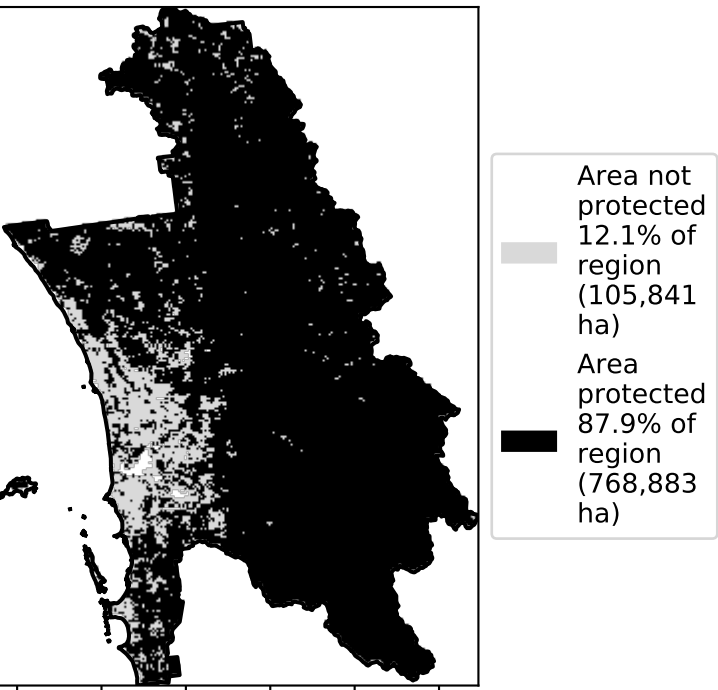 Area not
protected
12.1% of
region
(105,841
ha)
Area
protected
87.9% of
region
(768,883
ha)